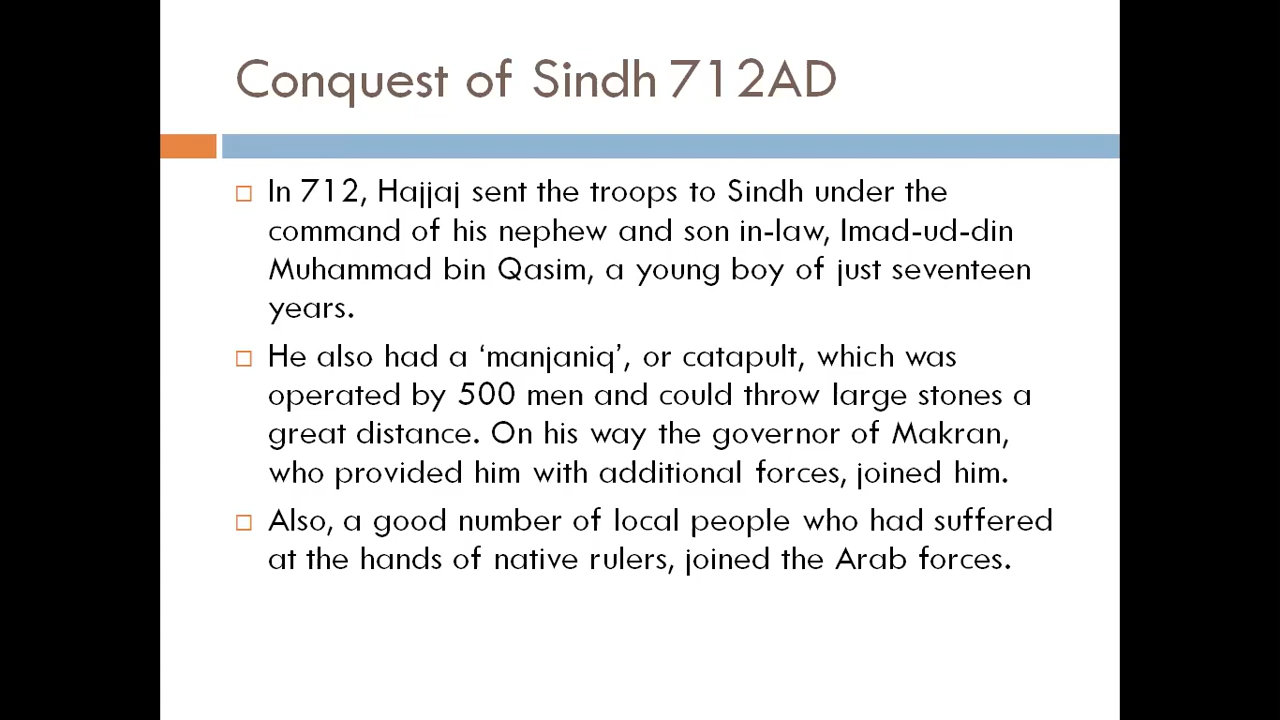 Conquest of Sindh 712AD
In 712, Hajjaj sent the troops to Sindh under the
command of his nephew and son in-law, Imad-ud-din
Muhammad bin Qasim, a young boy of just seventeen
years.
He also had a ‘manjaniq’, or catapult, which was
operated by 500 men and could throw large stones a
great distance. On his way the governor of Makran,
who provided him with additional forces, joined him.
Also, a good number of local people who had suffered
at the hands of native rulers, joined the Arab forces.